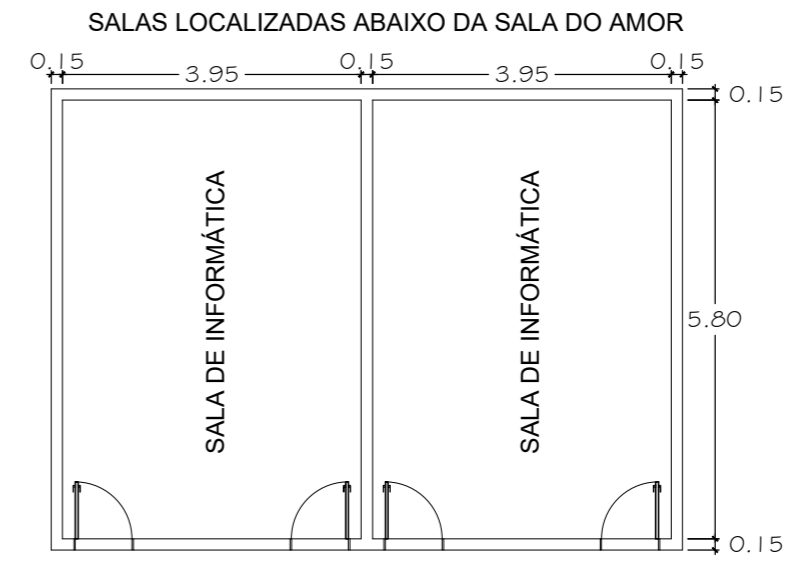 SALAS LOCALIZADAS ABAIXO DA SALA DO AMOR
0.15 3.95 0.15 3.95 0.15
0.15
SALA DE INFORMÁTICA
SALA DE INFORMÁTICA
5.80
0.15